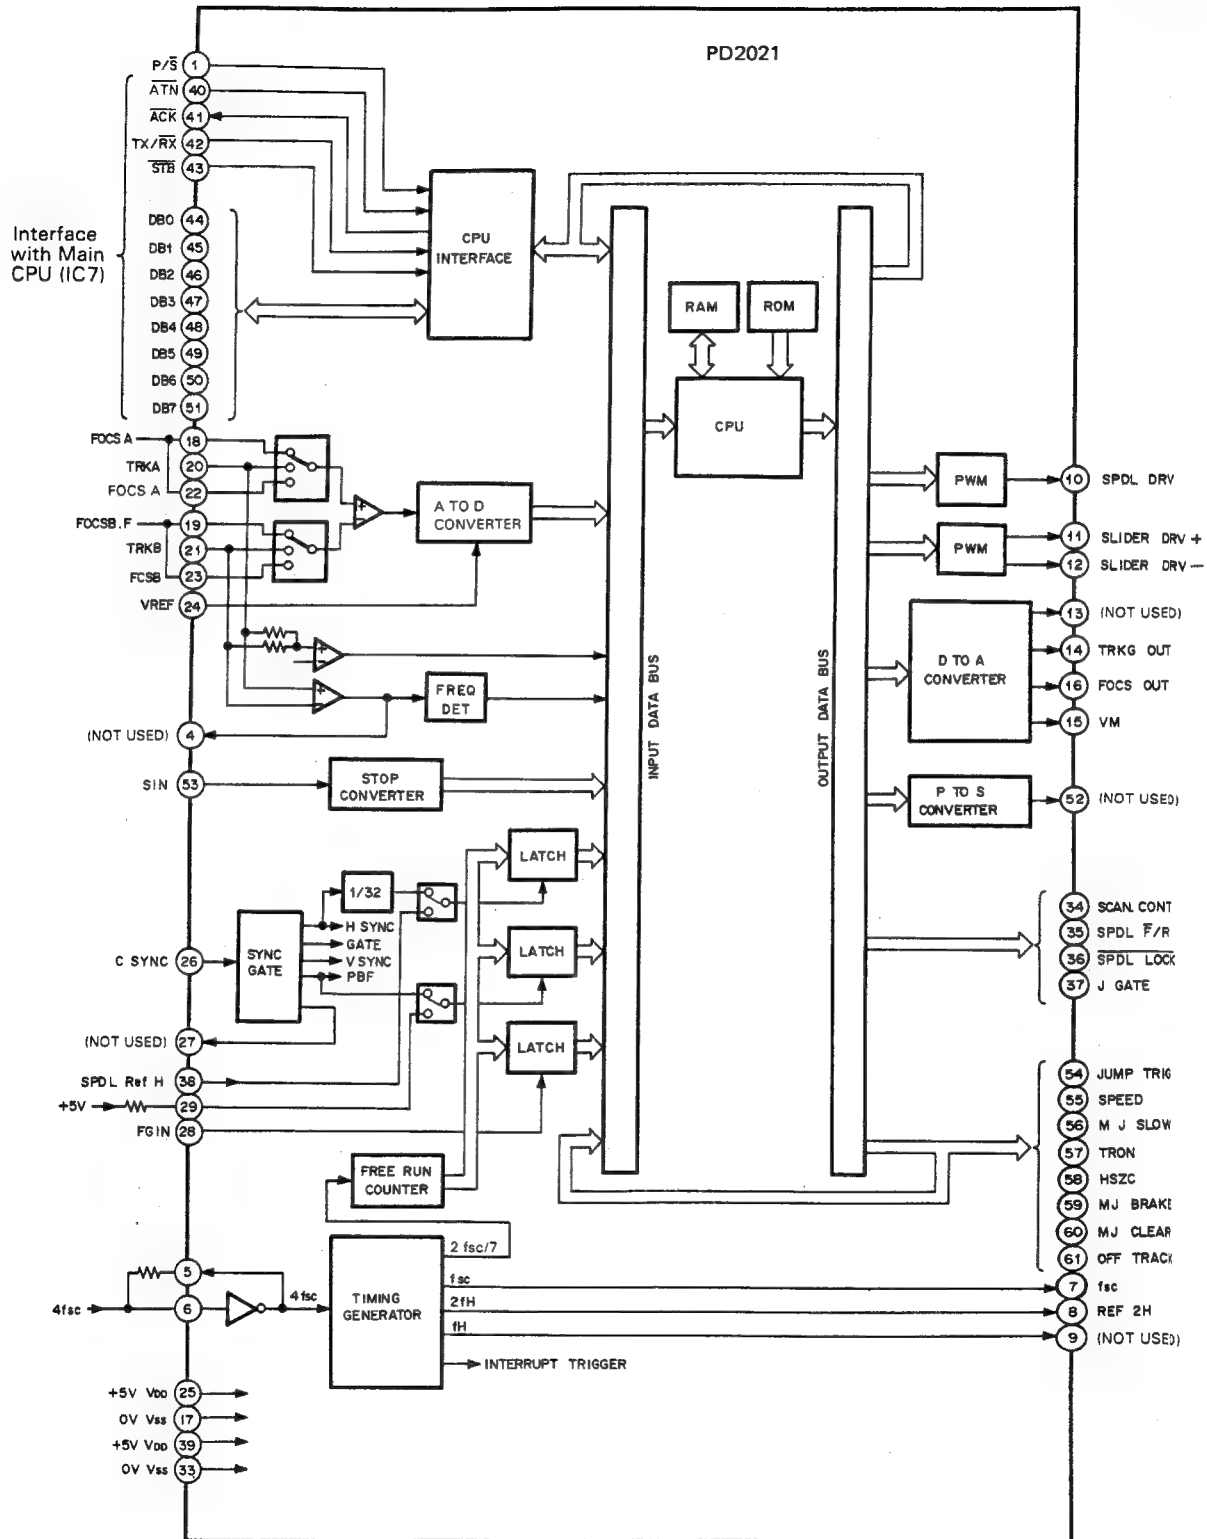 PD2021
P/S̅ 1
A̅T̅N̅ 40
A̅C̅K̅ 41
TX/R̅X̅ 42
S̅T̅B̅ 43
Interface
with Main
CPU (IC7)
DB0 44
DB1 45
DB2 46
DB3 47
DB4 48
DB5 49
DB6 50
DB7 51
CPU
INTERFACE
RAM
ROM
CPU
FOCS A 18
TRKA 20
FOCS A 22
FOCSB.F 19
TRKB 21
FCSB 23
VREF 24
+
−
A TO D
CONVERTER
+
−
+
−
FREQ
DET
(NOT USED) 4
SIN 53
STOP
CONVERTER
INPUT DATA BUS
OUTPUT DATA BUS
PWM
10 SPDL DRV
PWM
11 SLIDER DRV +
12 SLIDER DRV −
D TO A
CONVERTER
13 (NOT USED)
14 TRKG OUT
16 FOCS OUT
15 VM
P TO S
CONVERTER
52 (NOT USED)
LATCH
LATCH
LATCH
1/32
H SYNC
GATE
V SYNC
PBF
SYNC
GATE
C SYNC 26
(NOT USED) 27
SPDL Ref H 38
+5V 29
FGIN 28
34 SCAN. CONT
35 SPDL F̅/R
36 S̅P̅D̅L̅ L̅O̅C̅K̅
37 J GATE
FREE RUN
COUNTER
54 JUMP TRIG
55 SPEED
56 M J SLOW
57 TRON
58 HSZC
59 MJ BRAKE
60 MJ CLEAR
61 OFF TRACK
2 fsc/7
5
4fsc 6
4fsc
TIMING
GENERATOR
fsc
2fH
fH
INTERRUPT TRIGGER
7 fsc
8 REF 2H
9 (NOT USED)
+5V VDD 25
0V Vss 17
+5V VDD 39
0V Vss 33